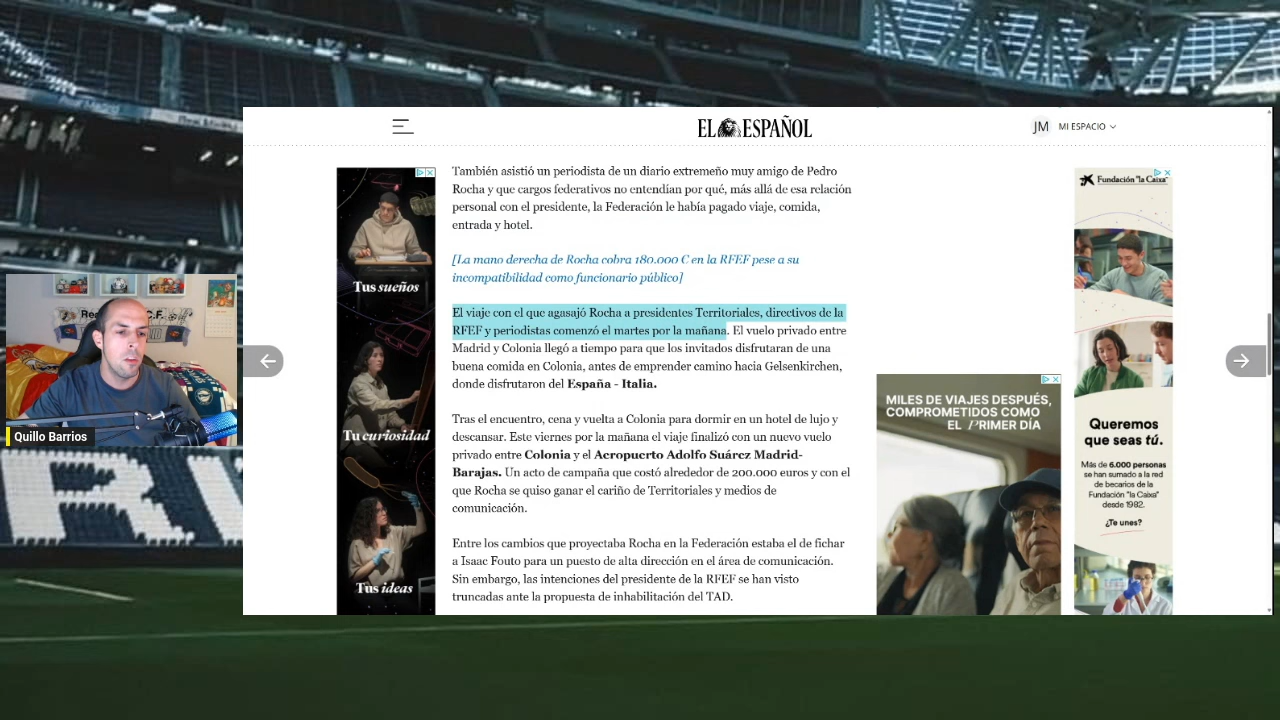 EL ESPAÑOL
JM MI ESPACIO
También asistió un periodista de un diario extremeño muy amigo de Pedro
Rocha y que cargos federativos no entendían por qué, más allá de esa relación
personal con el presidente, la Federación le había pagado viaje, comida,
entrada y hotel.
[La mano derecha de Rocha cobra 180.000 € en la RFEF pese a su
incompatibilidad como funcionario público]
El viaje con el que agasajó Rocha a presidentes Territoriales, directivos de la
RFEF y periodistas comenzó el martes por la mañana. El vuelo privado entre
Madrid y Colonia llegó a tiempo para que los invitados disfrutaran de una
buena comida en Colonia, antes de emprender camino hacia Gelsenkirchen,
donde disfrutaron del España - Italia.
Tras el encuentro, cena y vuelta a Colonia para dormir en un hotel de lujo y
descansar. Este viernes por la mañana el viaje finalizó con un nuevo vuelo
privado entre Colonia y el Aeropuerto Adolfo Suárez Madrid-
Barajas. Un acto de campaña que costó alrededor de 200.000 euros y con el
que Rocha se quiso ganar el cariño de Territoriales y medios de
comunicación.
Entre los cambios que proyectaba Rocha en la Federación estaba el de fichar
a Isaac Fouto para un puesto de alta dirección en el área de comunicación.
Sin embargo, las intenciones del presidente de la RFEF se han visto
truncadas ante la propuesta de inhabilitación del TAD.
Tus sueños
Tu curiosidad
Tus ideas
MILES DE VIAJES DESPUÉS,
COMPROMETIDOS COMO
EL PRIMER DÍA
Fundación "la Caixa"
Queremos
que seas tú.
Más de 6.000 personas
se han sumado a la red
de becarios de la
Fundación "la Caixa"
desde 1982.
¿Te unes?
Quillo Barrios
C.F.
RI